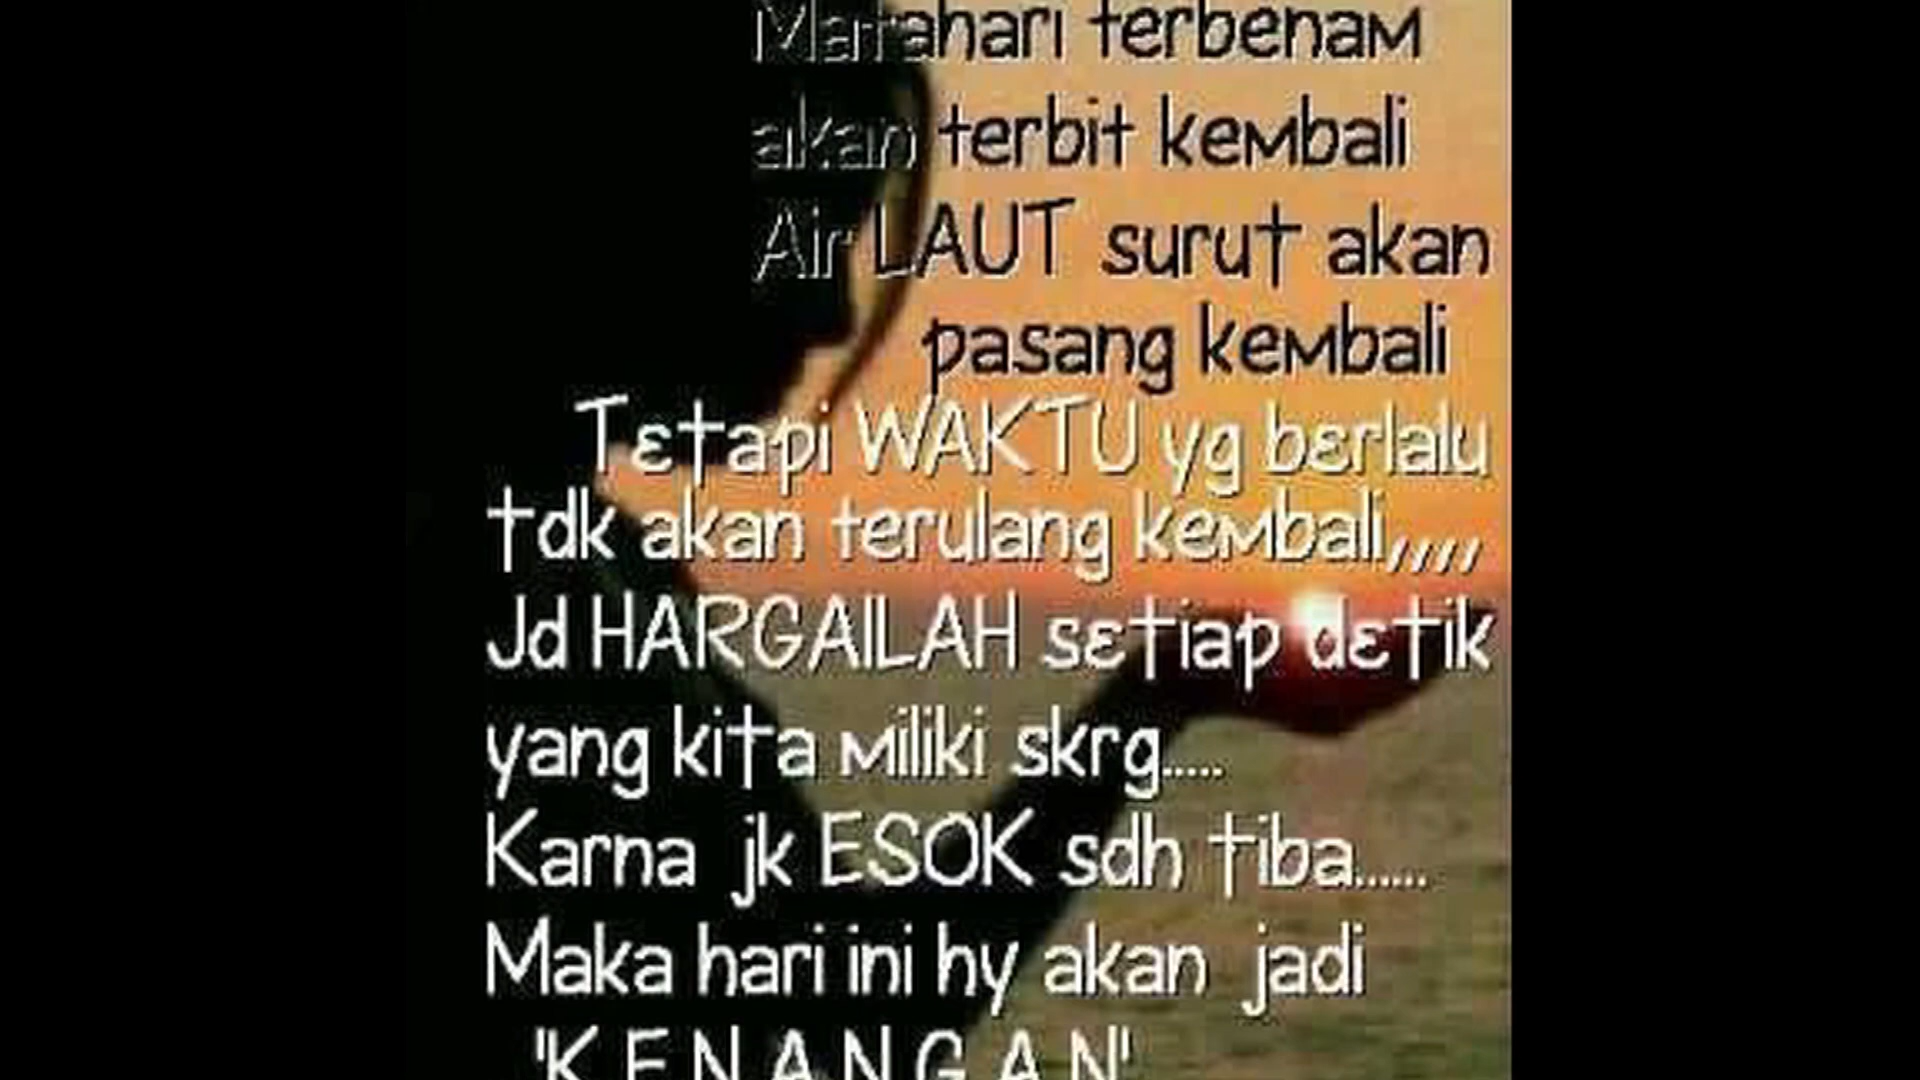 Matahari terbenam
akan terbit kembali
Air LAUT surut akan
pasang kembali
Tetapi WAKTU yg berlalu
tdk akan terulang kembali,,,,
Jd HARGAILAH setiap detik
yang kita miliki skrg.....
Karna jk ESOK sdh tiba......
Maka hari ini hy akan jadi
'K E N A N G A N'